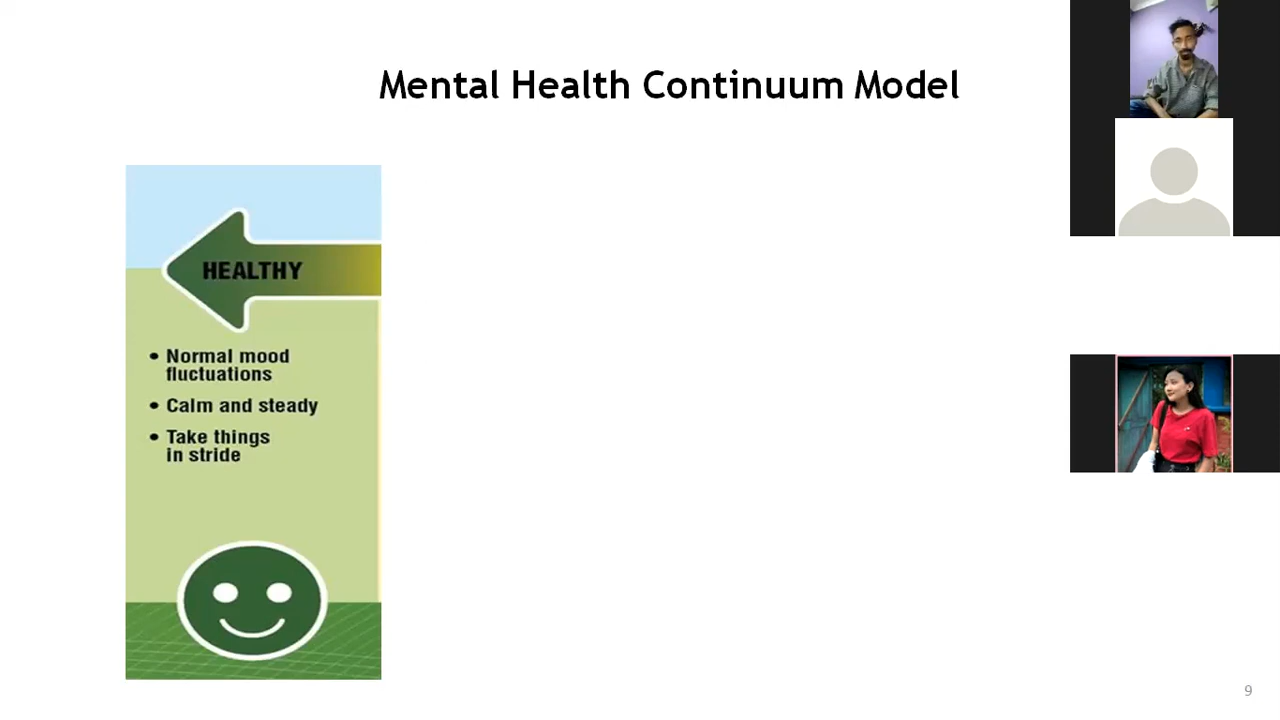 Mental Health Continuum Model
HEALTHY
• Normal mood
fluctuations
• Calm and steady
• Take things
in stride
9